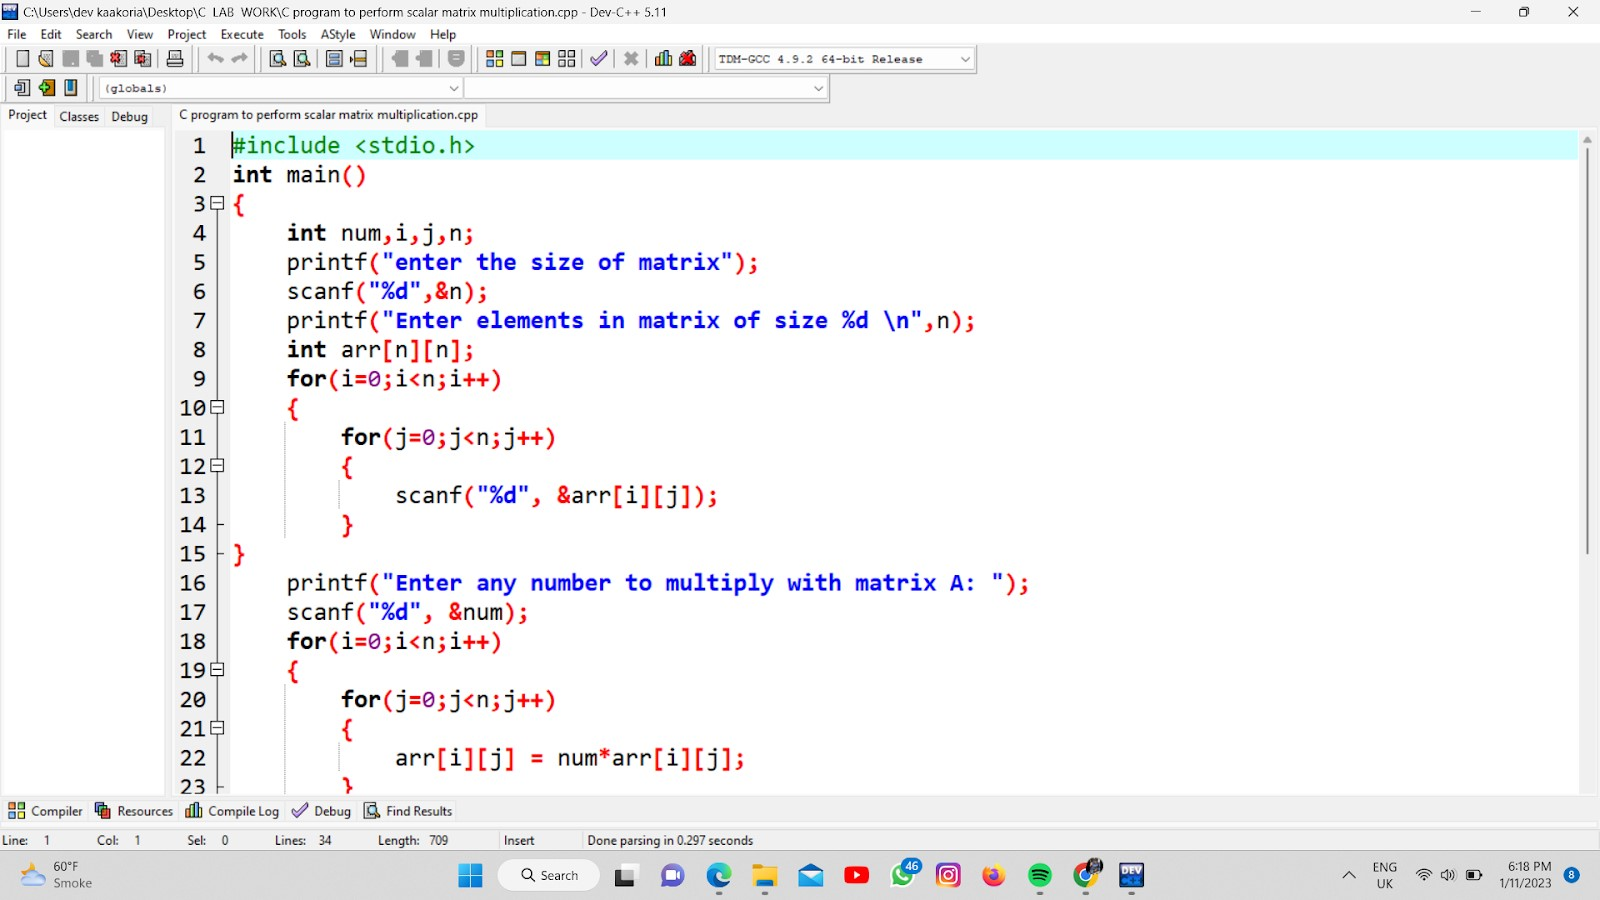 C:\Users\dev kaakoria\Desktop\C  LAB  WORK\C program to perform scalar matrix multiplication.cpp - Dev-C++ 5.11
File Edit Search View Project Execute Tools AStyle Window Help
TDM-GCC 4.9.2 64-bit Release
(globals)
Project Classes Debug
C program to perform scalar matrix multiplication.cpp
1 #include <stdio.h>
2 int main()
3 {
4     int num,i,j,n;
5     printf("enter the size of matrix");
6     scanf("%d",&n);
7     printf("Enter elements in matrix of size %d \n",n);
8     int arr[n][n];
9     for(i=0;i<n;i++)
10     {
11         for(j=0;j<n;j++)
12         {
13             scanf("%d", &arr[i][j]);
14         }
15 }
16     printf("Enter any number to multiply with matrix A: ");
17     scanf("%d", &num);
18     for(i=0;i<n;i++)
19     {
20         for(j=0;j<n;j++)
21         {
22             arr[i][j] = num*arr[i][j];
23         }
Compiler Resources Compile Log Debug Find Results
Line: 1 Col: 1 Sel: 0 Lines: 34 Length: 709 Insert Done parsing in 0.297 seconds
60°F
Smoke
Search
46
DEV
ENG
UK
6:18 PM
1/11/2023
8